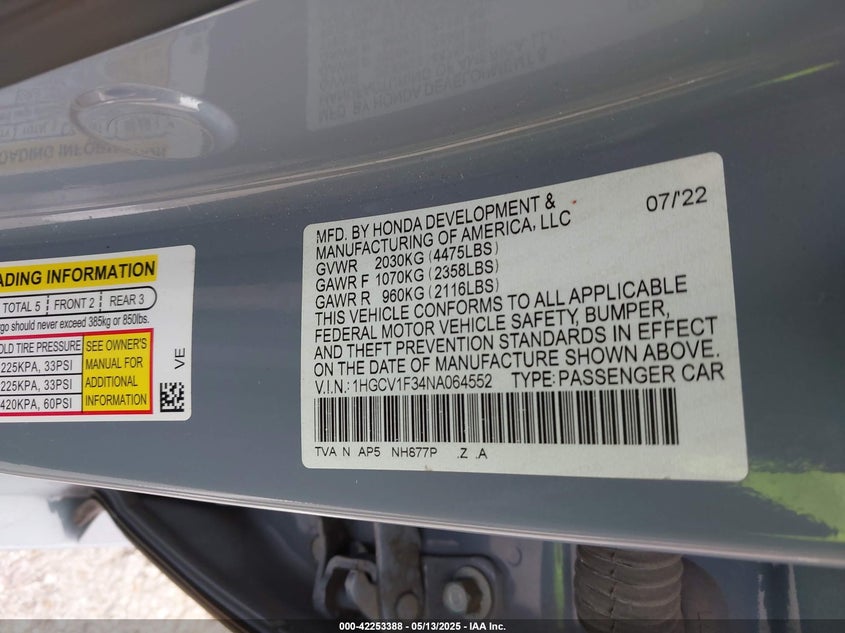 MFD. BY HONDA DEVELOPMENT &
MANUFACTURING OF AMERICA, LLC
07/'22
GVWR 2030KG (4475LBS)
GAWR F 1070KG (2358LBS)
GAWR R 960KG (2116LBS)
THIS VEHICLE CONFORMS TO ALL APPLICABLE
FEDERAL MOTOR VEHICLE SAFETY, BUMPER,
AND THEFT PREVENTION STANDARDS IN EFFECT
ON THE DATE OF MANUFACTURE SHOWN ABOVE.
V.I.N.: 1HGCV1F34NA064552 TYPE: PASSENGER CAR
TVA N AP5 NH877P .Z .A
ADING INFORMATION
TOTAL 5 FRONT 2 REAR 3
rgo should never exceed 385kg or 850lbs.
OLD TIRE PRESSURE
225KPA, 33PSI
225KPA, 33PSI
420KPA, 60PSI
SEE OWNER'S
MANUAL FOR
ADDITIONAL
INFORMATION
VE
000-42253388 - 05/13/2025 - IAA Inc.